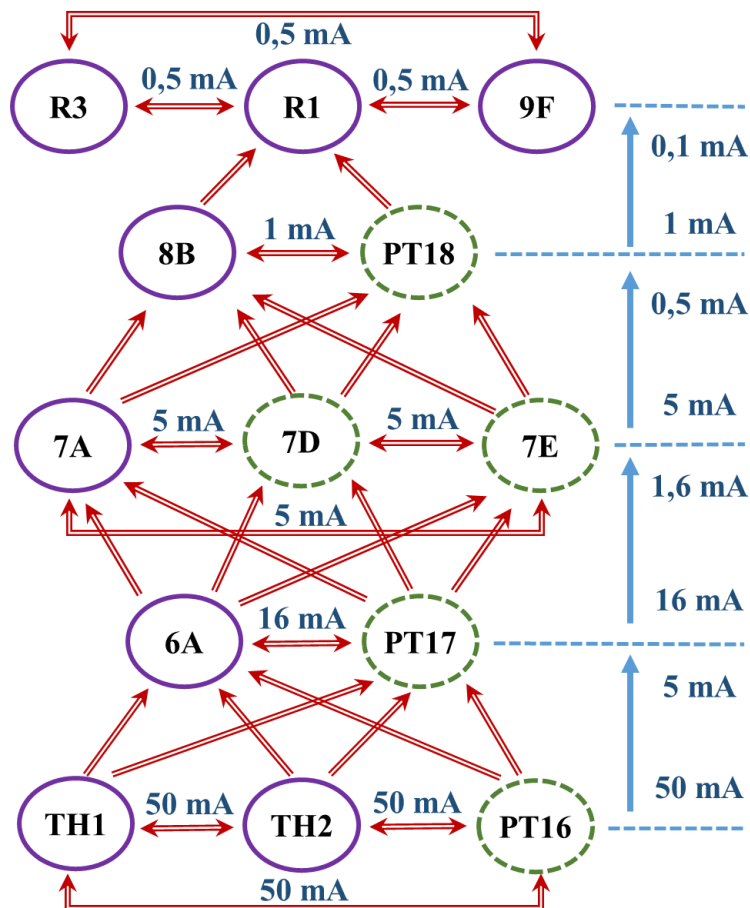 0,5 mA
0,5 mA 0,5 mA
R3 R1 9F
0,1 mA
1 mA 1 mA
8B PT18
0,5 mA
5 mA 5 mA 5 mA
7A 7D 7E
1,6 mA
5 mA
16 mA 16 mA
6A PT17
5 mA
50 mA 50 mA 50 mA
TH1 TH2 PT16
50 mA